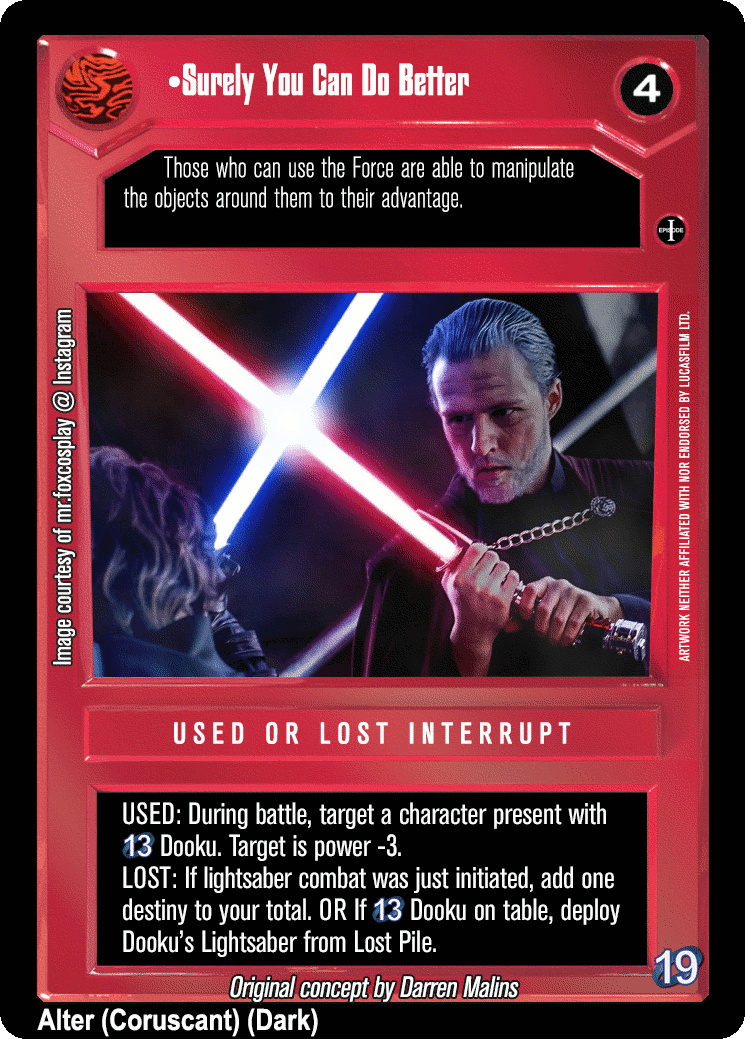 •Surely You Can Do Better
4
Those who can use the Force are able to manipulate
the objects around them to their advantage.
EPISODE
I
Image courtesy of mr.foxcosplay @ Instagram
ARTWORK NEITHER AFFILIATED WITH NOR ENDORSED BY LUCASFILM LTD.
USED OR LOST INTERRUPT
USED: During battle, target a character present with
13 Dooku. Target is power -3.
LOST: If lightsaber combat was just initiated, add one
destiny to your total. OR If 13 Dooku on table, deploy
Dooku's Lightsaber from Lost Pile.
19
Original concept by Darren Malins
Alter (Coruscant) (Dark)